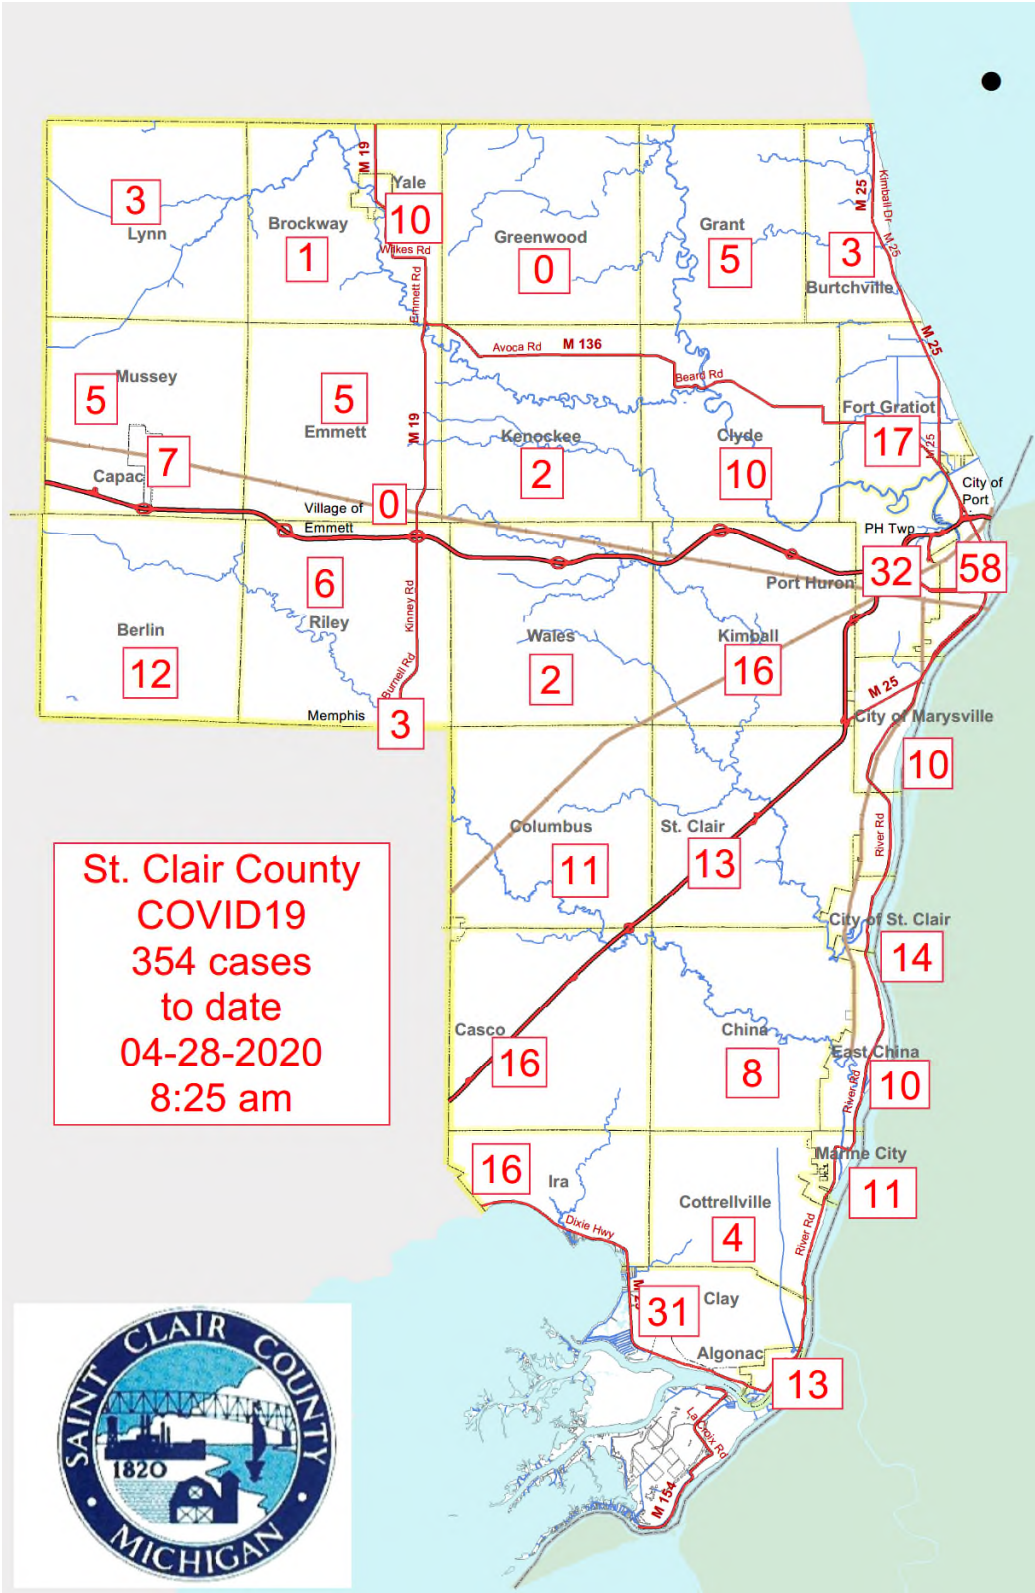 M 19
Yale
10
3
Lynn
Brockway
1
Wilkes Rd
Emmett Rd
Greenwood
0
Grant
5
M 25
Kimball Dr
M 25
3
Burtchville
M 25
Mussey
5
5
Emmett
M 19
Avoca Rd
M 136
Beard Rd
Kenockee
2
Clyde
10
Fort Gratiot
17
M 25
Capac
7
Village of
Emmett
0
City of
Port
PH Twp
Port Huron
32
58
6
Riley
Kinney Rd
Burnell Rd
Berlin
12
Memphis
3
Wales
2
Kimball
16
M 25
City of Marysville
10
River Rd
Columbus
11
St. Clair
13
City of St. Clair
14
Casco
16
China
8
East China
10
River Rd
Marine City
11
16
Ira
Dixie Hwy
Cottrellville
4
River Rd
31
Clay
Algonac
13
La Croix Rd
M 154
St. Clair County
COVID19
354 cases
to date
04-28-2020
8:25 am
SAINT CLAIR COUNTY
1820
MICHIGAN